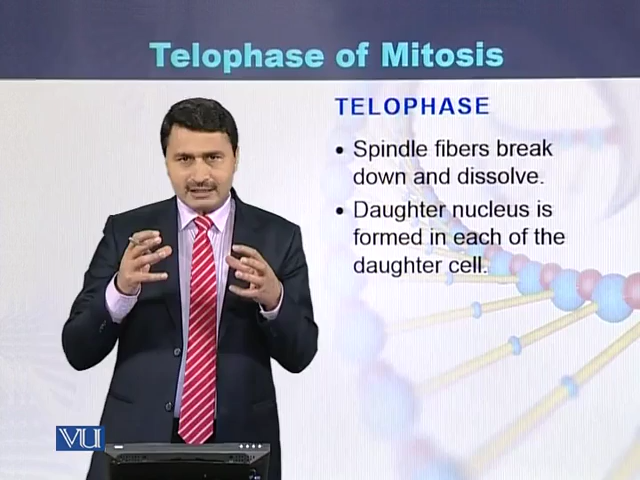 Telophase of Mitosis
TELOPHASE
• Spindle fibers break
down and dissolve.
• Daughter nucleus is
formed in each of the
daughter cell.
VU